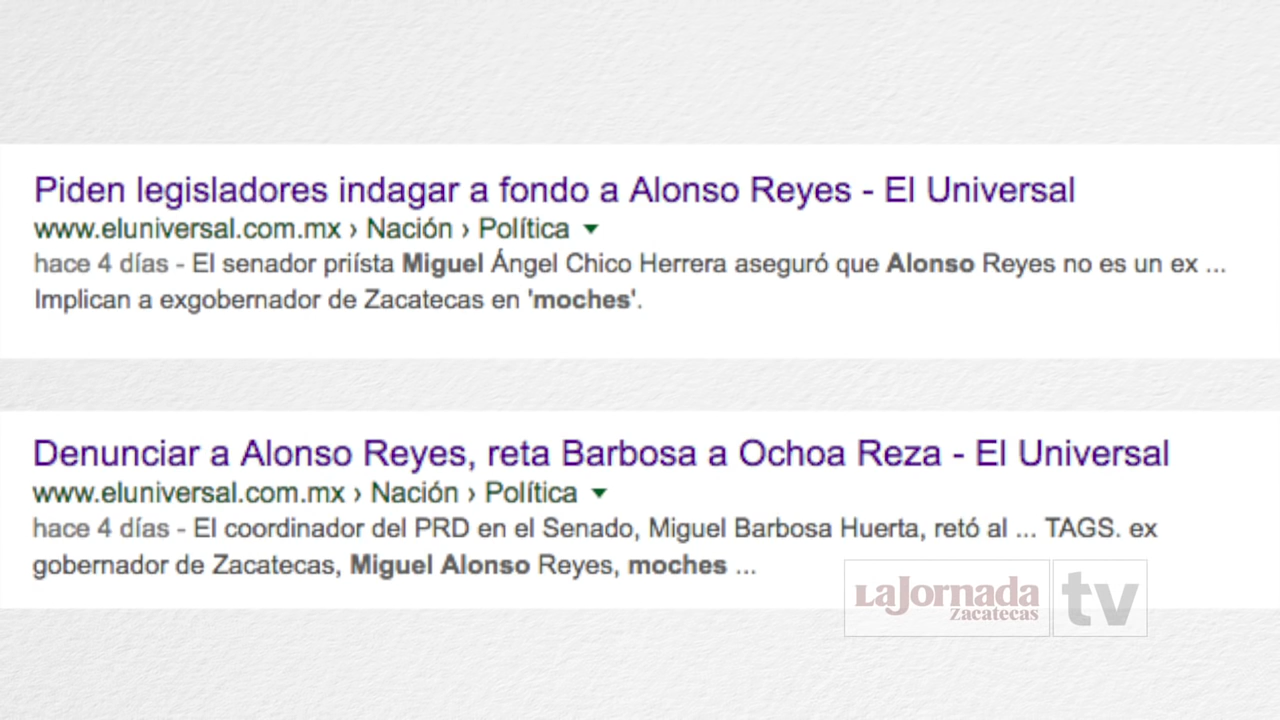 Piden legisladores indagar a fondo a Alonso Reyes - El Universal
www.eluniversal.com.mx › Nación › Política
hace 4 días - El senador priísta Miguel Ángel Chico Herrera aseguró que Alonso Reyes no es un ex ...
Implican a exgobernador de Zacatecas en 'moches'.
Denunciar a Alonso Reyes, reta Barbosa a Ochoa Reza - El Universal
www.eluniversal.com.mx › Nación › Política
hace 4 días - El coordinador del PRD en el Senado, Miguel Barbosa Huerta, retó al ... TAGS. ex
gobernador de Zacatecas, Miguel Alonso Reyes, moches ...
LaJornada tv
Zacatecas